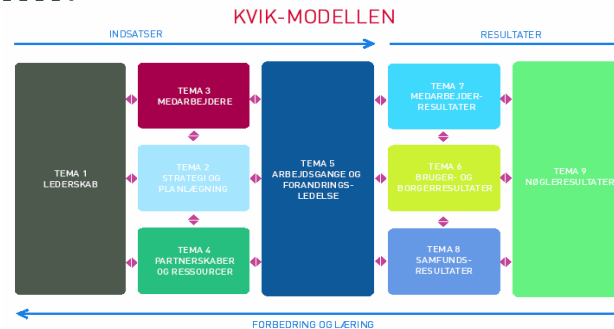 KVIK-MODELLEN
INDSATSER
RESULTATER
TEMA 1
LEDERSKAB
TEMA 3
MEDARBEJDERE
TEMA 2
STRATEGI OG
PLANLÆGNING
TEMA 4
PARTNERSKABER
OG RESSOURCER
TEMA 5
ARBEJDSGANGE OG
FORANDRINGS-
LEDELSE
TEMA 7
MEDARBEJDER-
RESULTATER
TEMA 6
BRUGER- OG
BORGERRESULTATER
TEMA 8
SAMFUNDS-
RESULTATER
TEMA 9
NØGLERESULTATER
FORBEDRING OG LÆRING